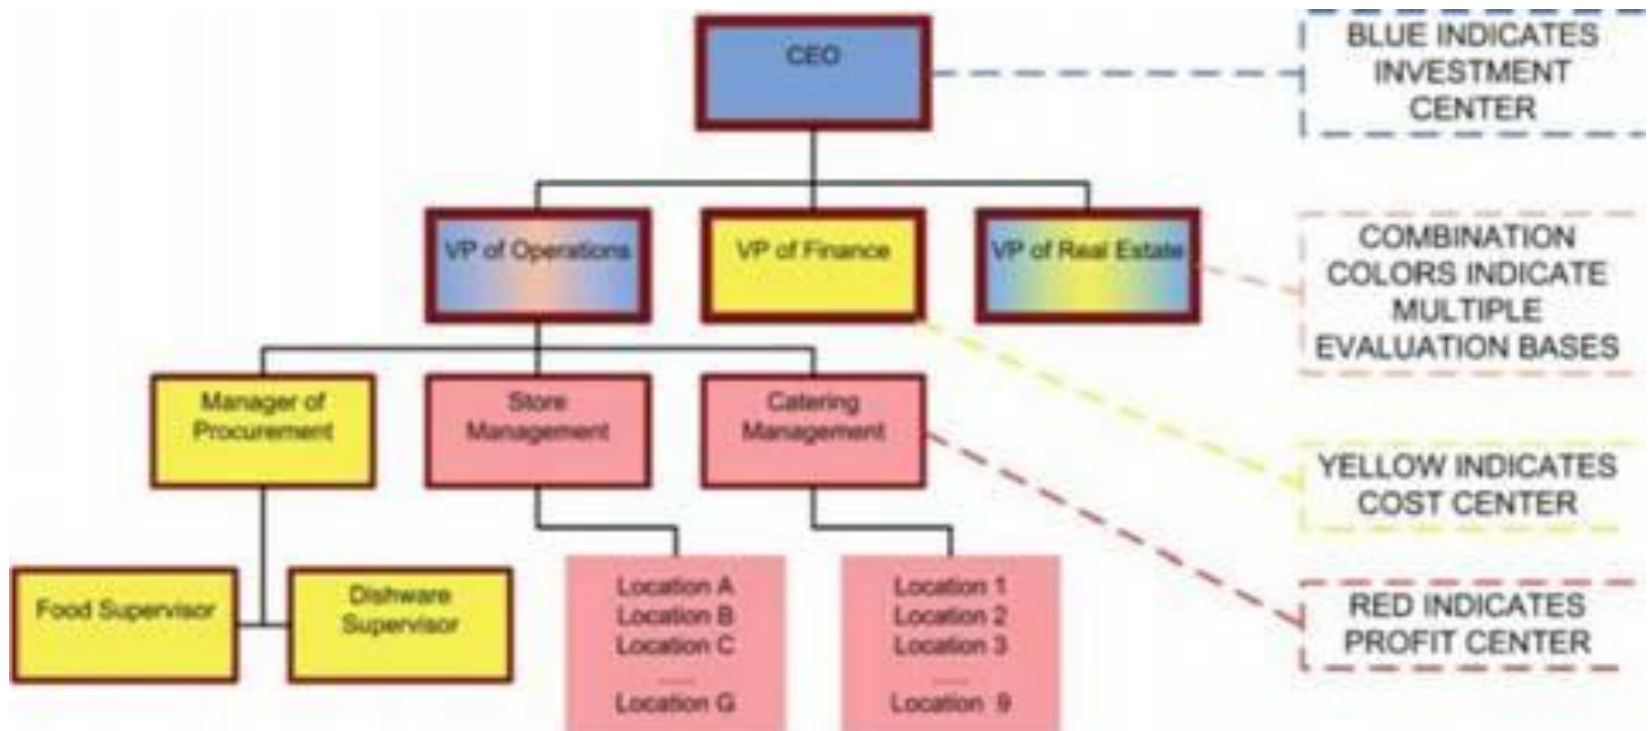 CEO
BLUE INDICATES
INVESTMENT
CENTER
VP of Operations
VP of Finance
VP of Real Estate
COMBINATION
COLORS INDICATE
MULTIPLE
EVALUATION BASES
Manager of
Procurement
Store
Management
Catering
Management
YELLOW INDICATES
COST CENTER
Food Supervisor
Dishware
Supervisor
Location A
Location B
Location C
......
Location G
Location 1
Location 2
Location 3
......
Location 9
RED INDICATES
PROFIT CENTER